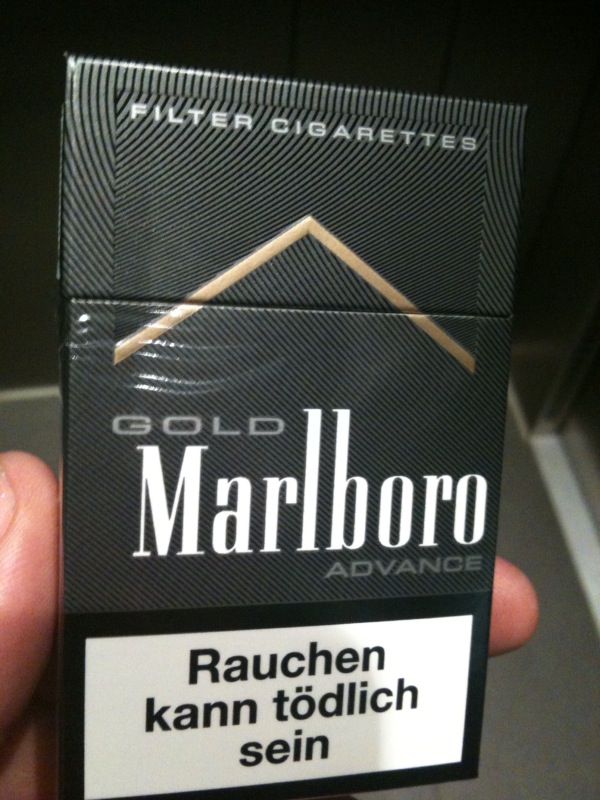 FILTER CIGARETTES
GOLD
Marlboro
ADVANCE
Rauchen
kann tödlich
sein